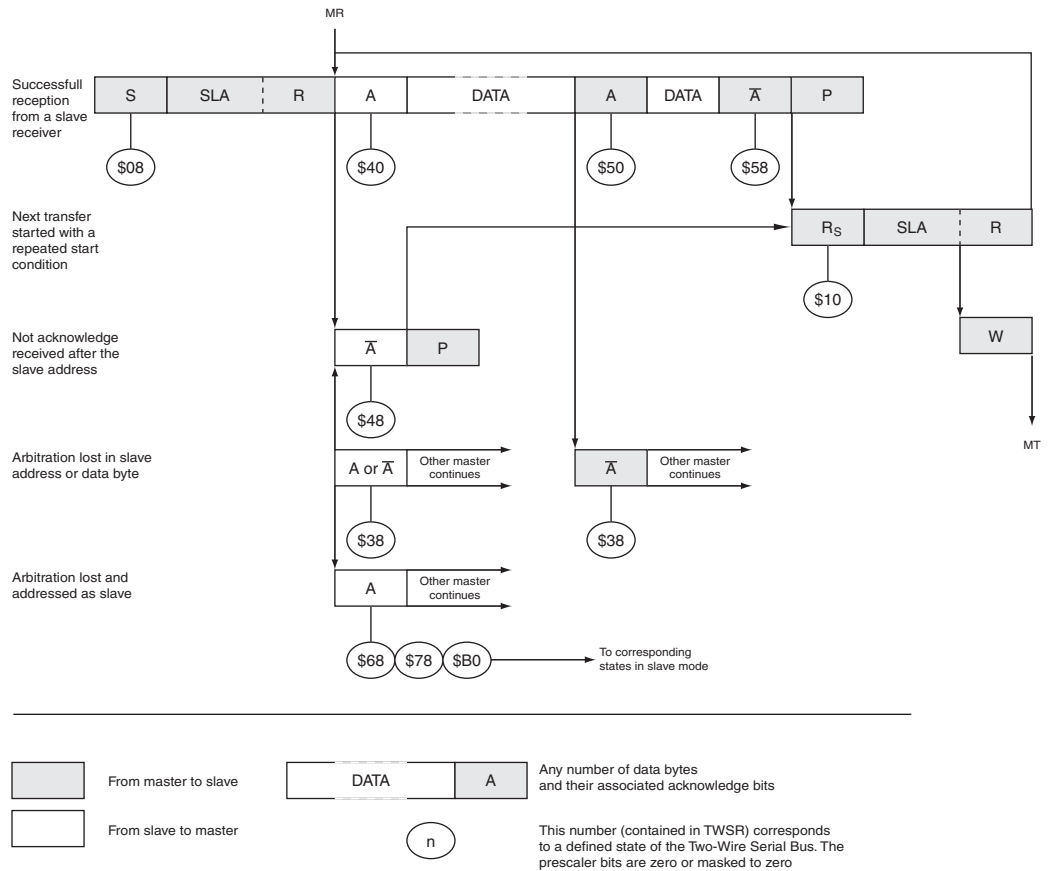 MR
Successfull
reception
from a slave
receiver
S
SLA
R
A
DATA
A
DATA
A̅
P
$08
$40
$50
$58
Next transfer
started with a
repeated start
condition
RS
SLA
R
$10
Not acknowledge
received after the
slave address
A̅
P
W
$48
MT
Arbitration lost in slave
address or data byte
A or A̅
Other master
continues
A̅
Other master
continues
$38
$38
Arbitration lost and
addressed as slave
A
Other master
continues
$68
$78
$B0
To corresponding
states in slave mode
From master to slave
DATA
A
Any number of data bytes
and their associated acknowledge bits
From slave to master
n
This number (contained in TWSR) corresponds
to a defined state of the Two-Wire Serial Bus. The
prescaler bits are zero or masked to zero